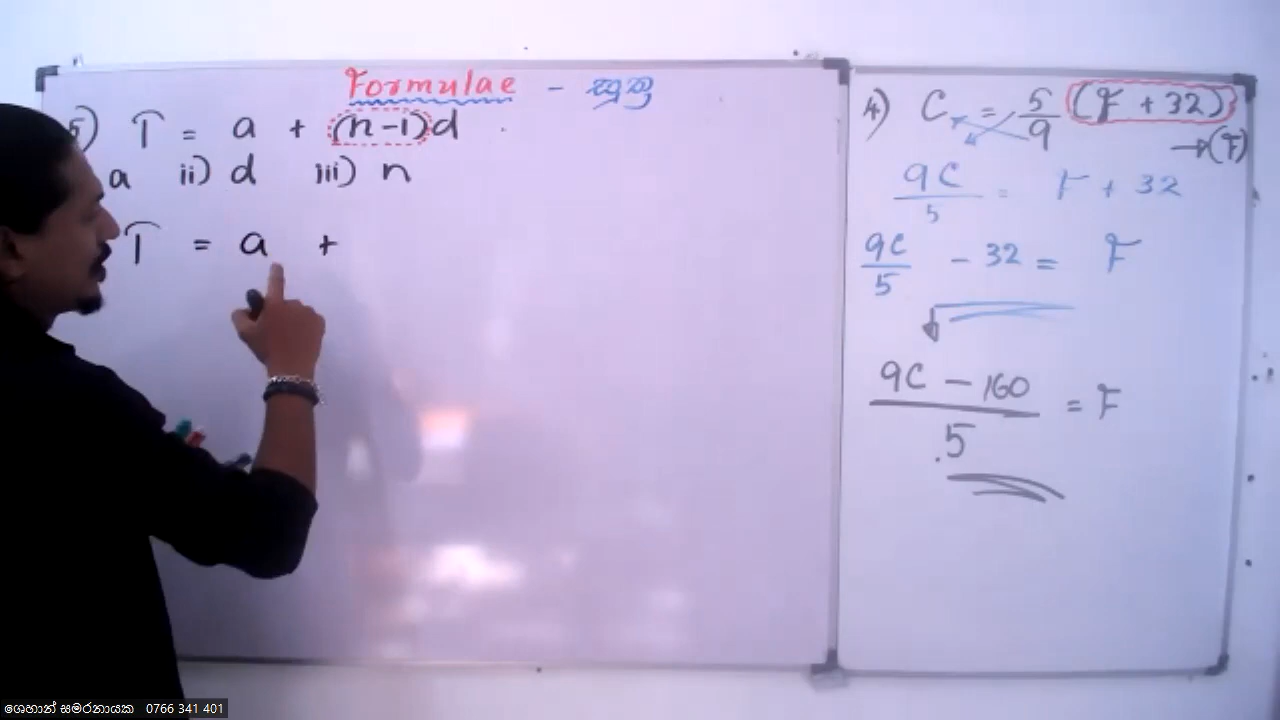 Formulae - සූත්‍ර
5) T = a + (n-1)d
a ii) d iii) n
T = a +
4) C = 5/9 (F + 32)
→(F)
9C/5 = F + 32
9C/5 - 32 = F
9C - 160 / 5 = F
ශෙහාන් සමරනායක 0766 341 401